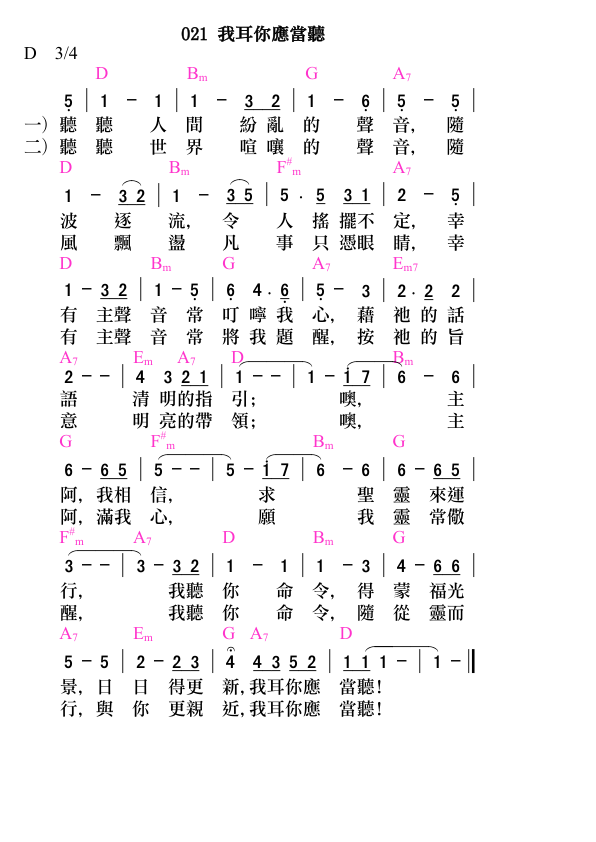 021 我耳你應當聽
D 3/4
D Bm G A7
5 | 1 - 1 | 1 - 3 2 | 1 - 6 | 5 - 5 |
一) 聽 聽 人 間 紛 亂 的 聲 音, 隨
二) 聽 聽 世 界 喧 嚷 的 聲 音, 隨
D Bm F#m A7
1 - 3 2 | 1 - 3 5 | 5 . 5 3 1 | 2 - 5 |
波 逐 流, 令 人 搖 擺不 定, 幸
風 飄 盪 凡 事 只 憑眼 睛, 幸
D Bm G A7 Em7
1 - 3 2 | 1 - 5 | 6 4 . 6 | 5 - 3 | 2 . 2 2 |
有 主聲 音 常 叮 嚀 我 心, 藉 祂 的 話
有 主聲 音 常 將 我 題 醒, 按 祂 的 旨
A7 Em A7 D Bm
2 - - | 4 3 2 1 | 1 - - | 1 - 1 7 | 6 - 6 |
語 清 明的指 引; 噢, 主
意 明 亮的帶 領; 噢, 主
G F#m Bm G
6 - 6 5 | 5 - - | 5 - 1 7 | 6 - 6 | 6 - 6 5 |
阿, 我相 信, 求 聖 靈 來運
阿, 滿我 心, 願 我 靈 常儆
F#m A7 D Bm G
3 - - | 3 - 3 2 | 1 - 1 | 1 - 3 | 4 - 6 6 |
行, 我聽 你 命 令, 得 蒙 福光
醒, 我聽 你 命 令, 隨 從 靈而
A7 Em G A7 D
5 - 5 | 2 - 2 3 | 4 4 3 5 2 | 1 1 1 - | 1 - ‖
景, 日 日 得更 新, 我耳你應 當聽!
行, 與 你 更親 近, 我耳你應 當聽!